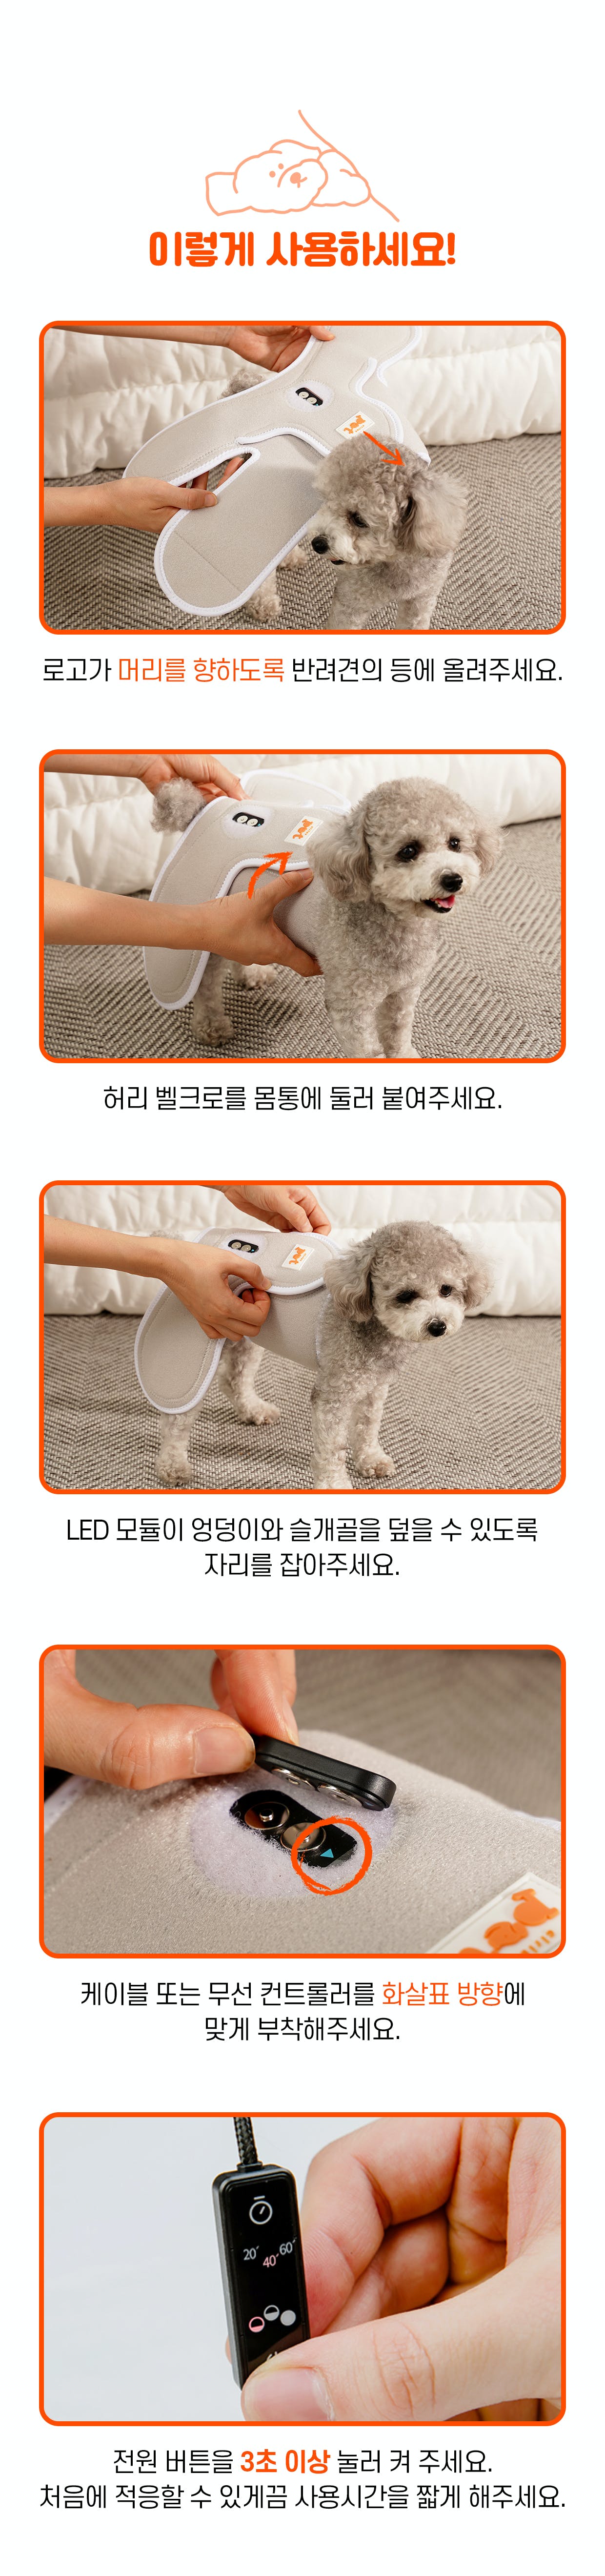 이렇게 사용하세요!
로고가 머리를 향하도록 반려견의 등에 올려주세요.
허리 벨크로를 몸통에 둘러 붙여주세요.
LED 모듈이 엉덩이와 슬개골을 덮을 수 있도록
자리를 잡아주세요.
케이블 또는 무선 컨트롤러를 화살표 방향에
맞게 부착해주세요.
20′ 40′ 60′
전원 버튼을 3초 이상 눌러 켜 주세요.
처음에 적응할 수 있게끔 사용시간을 짧게 해주세요.